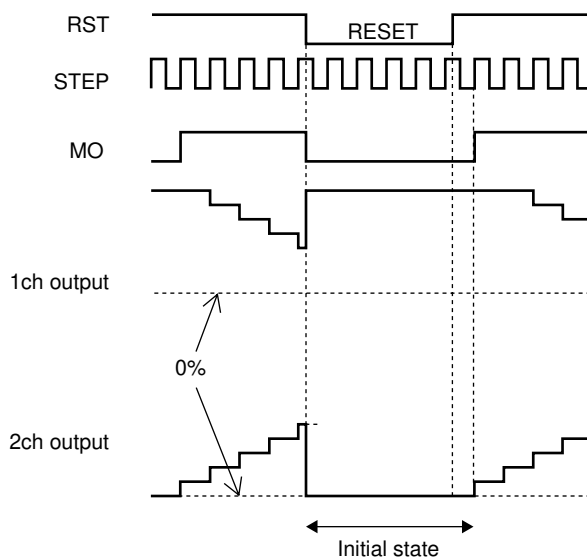 RST
RESET
STEP
MO
1ch output
0%
2ch output
Initial state